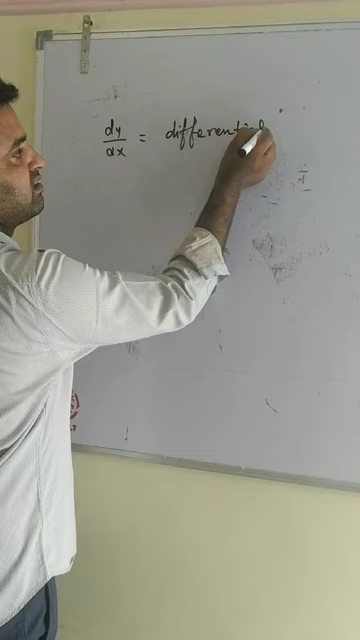 dy/dx = differential